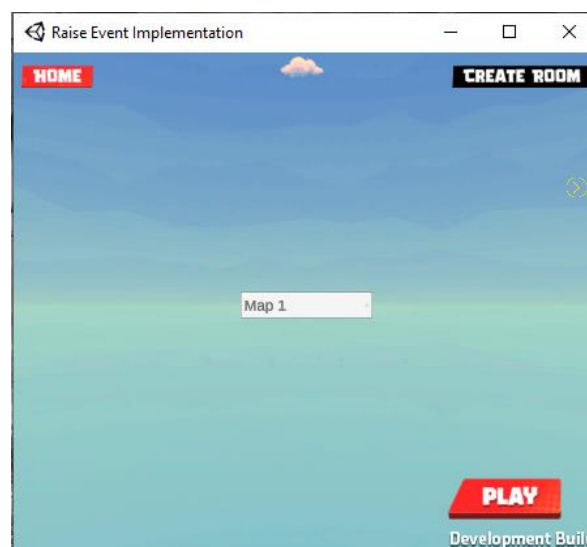 Raise Event Implementation
HOME
CREATE ROOM
Map 1
PLAY
Development Buil